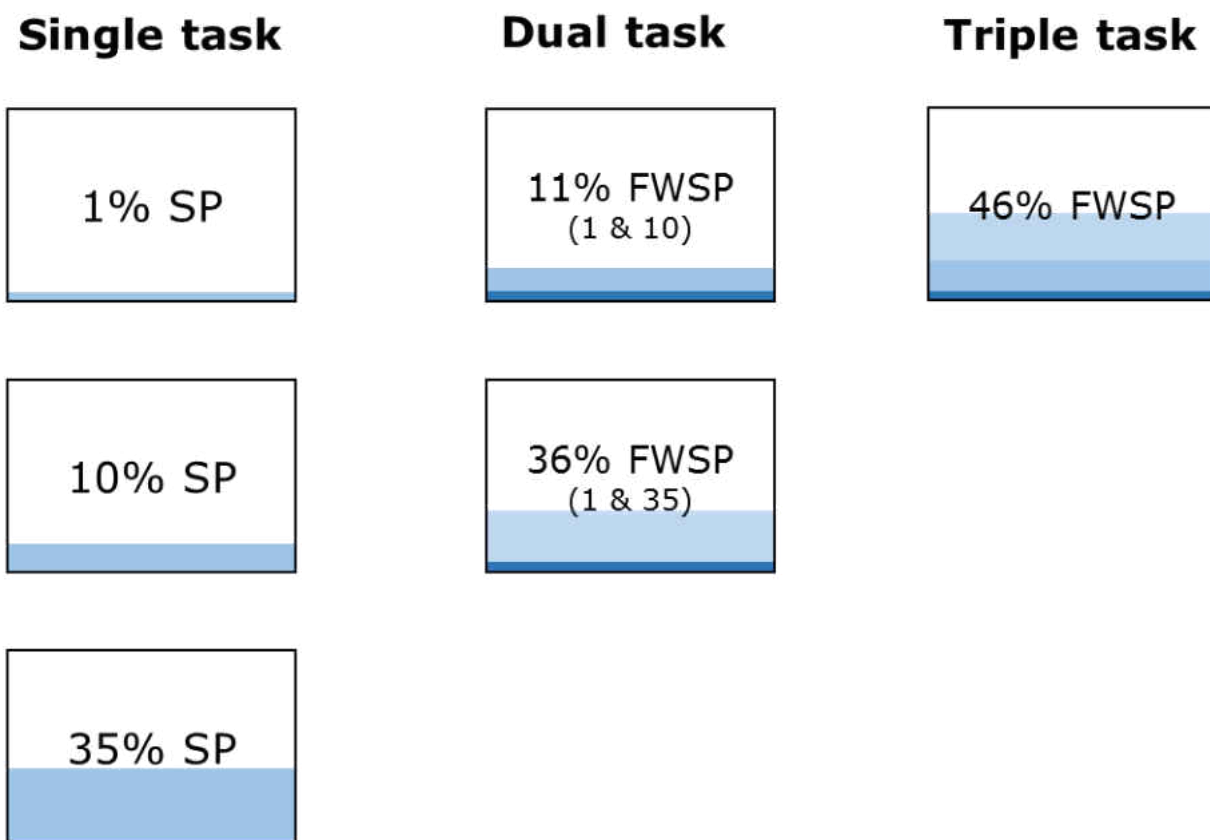 Single task
Dual task
Triple task
1% SP
11% FWSP
(1 & 10)
46% FWSP
10% SP
36% FWSP
(1 & 35)
35% SP